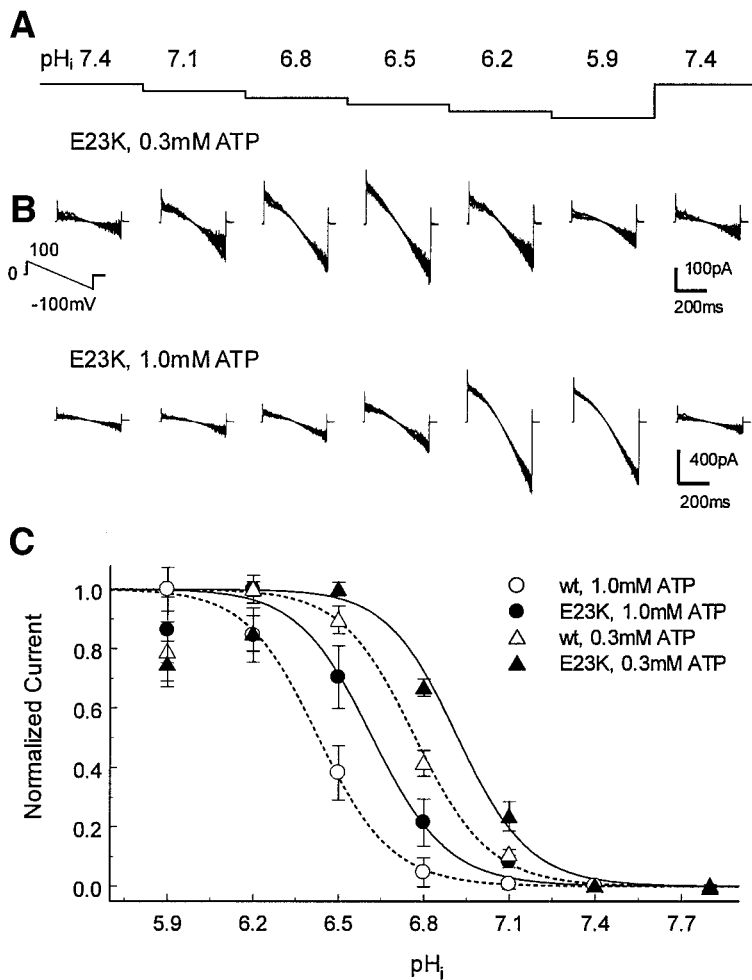 A
pHi 7.4 7.1 6.8 6.5 6.2 5.9 7.4
E23K, 0.3mM ATP
B
100
0
-100mV
100pA
200ms
E23K, 1.0mM ATP
400pA
200ms
C
Normalized Current
1.0
0.8
0.6
0.4
0.2
0.0
wt, 1.0mM ATP
E23K, 1.0mM ATP
wt, 0.3mM ATP
E23K, 0.3mM ATP
5.9 6.2 6.5 6.8 7.1 7.4 7.7
pHi